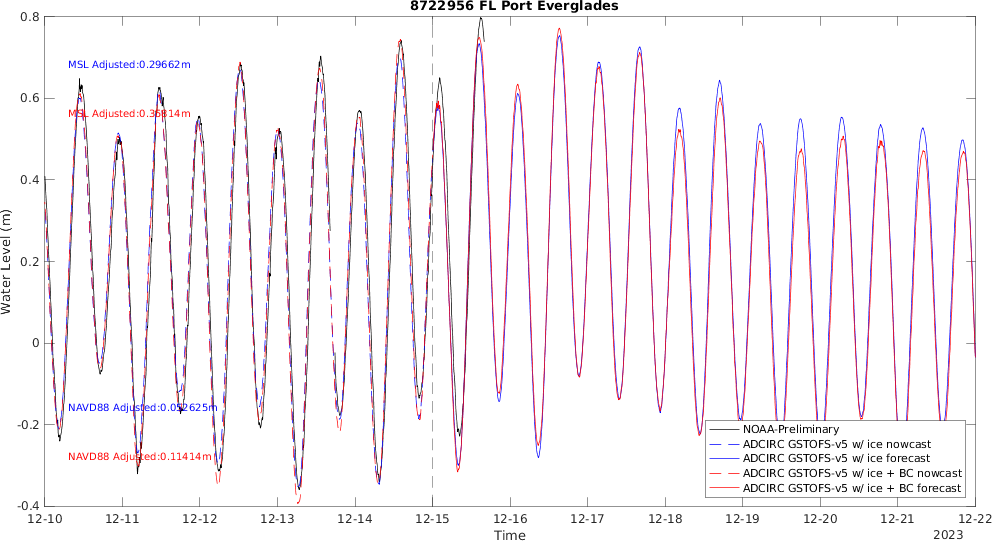 8722956 FL Port Everglades
0.8
MSL Adjusted:0.29662m
0.6
MSL Adjusted:0.35314m
0.4
Water Level (m)
0.2
0
NAVD88 Adjusted:0.052625m
-0.2
NAVD88 Adjusted:0.11414m
NOAA-Preliminary
ADCIRC GSTOFS-v5 w/ ice nowcast
ADCIRC GSTOFS-v5 w/ ice forecast
ADCIRC GSTOFS-v5 w/ ice + BC nowcast
ADCIRC GSTOFS-v5 w/ ice + BC forecast
-0.4
12-10 12-11 12-12 12-13 12-14 12-15 12-16 12-17 12-18 12-19 12-20 12-21 12-22
Time
2023